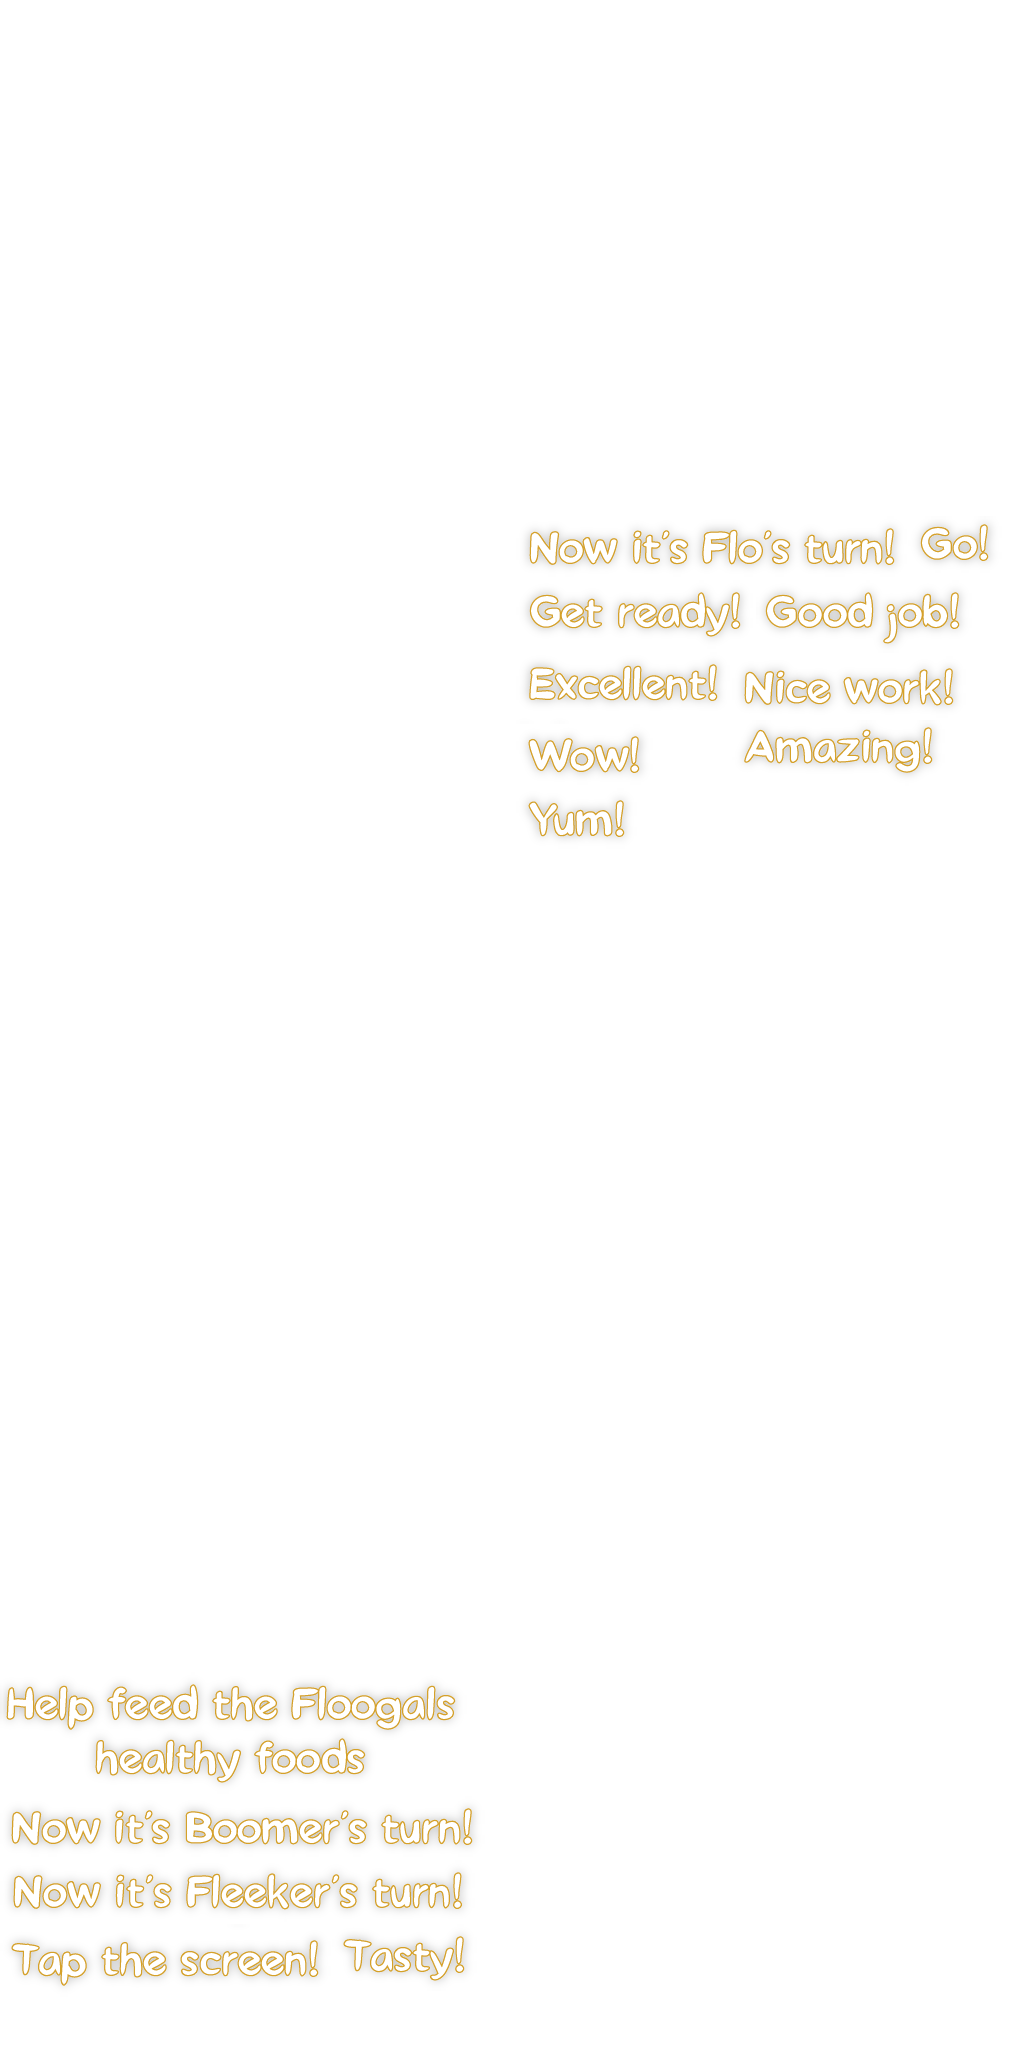 Now it's Flo's turn! Go!
Get ready! Good job!
Excellent! Nice work!
Wow! Amazing!
Yum!
Help feed the Floogals
healthy foods
Now it's Boomer's turn!
Now it's Fleeker's turn!
Tap the screen! Tasty!